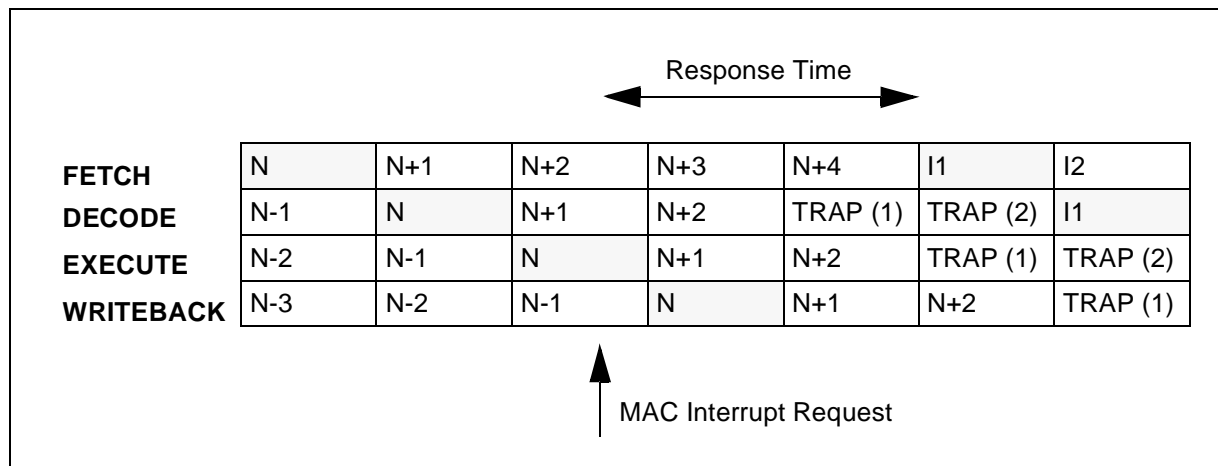 Response Time
FETCH N N+1 N+2 N+3 N+4 I1 I2
DECODE N-1 N N+1 N+2 TRAP (1) TRAP (2) I1
EXECUTE N-2 N-1 N N+1 N+2 TRAP (1) TRAP (2)
WRITEBACK N-3 N-2 N-1 N N+1 N+2 TRAP (1)
MAC Interrupt Request